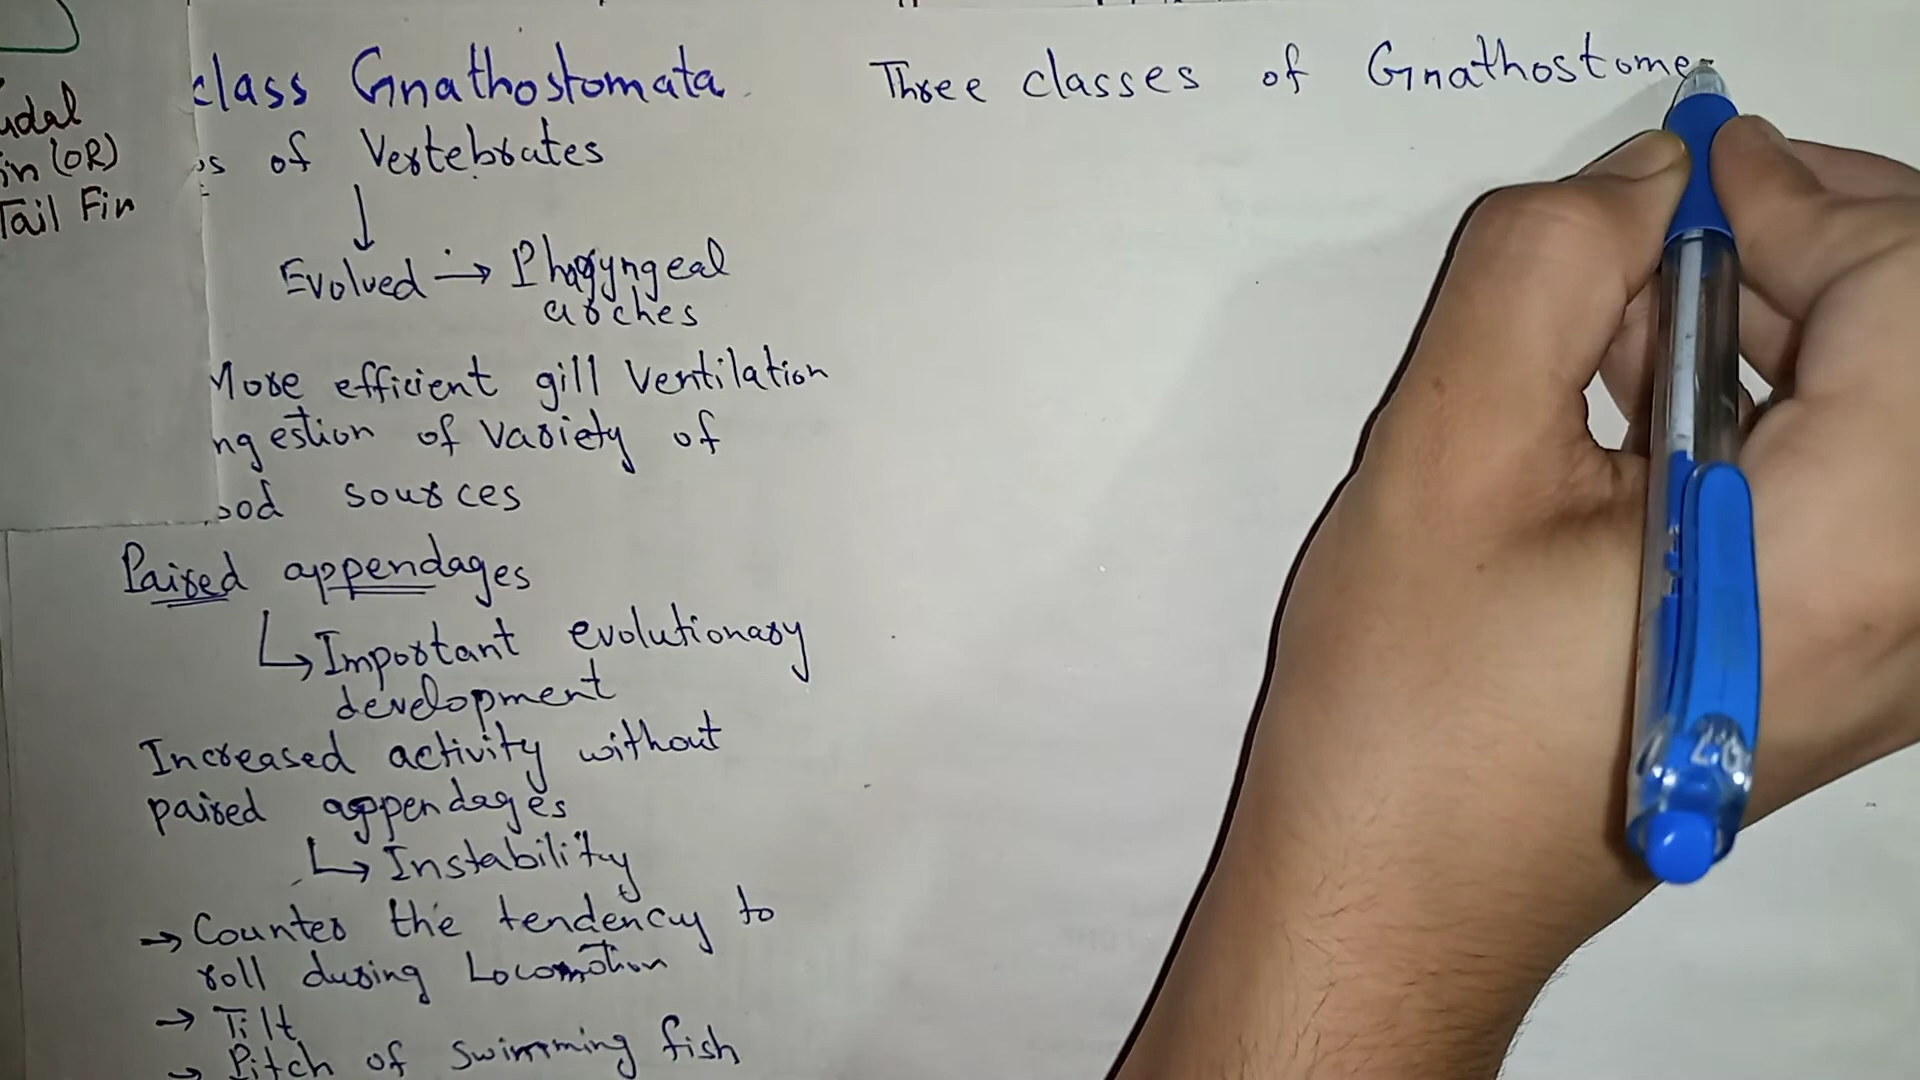 udal
in (OR)
Tail Fin
class Gnathostomata
of Vertebrates
Evolved → Pharyngeal
arches
More efficient gill ventilation
ngestion of variety of
ood sources
Paired appendages
↳ Important evolutionary
development
Increased activity without
paired appendages
↳ Instability
→ Counter the tendency to
roll during Locomotion
→ Tilt
→ Pitch of swimming fish
Three classes of Gnathostome